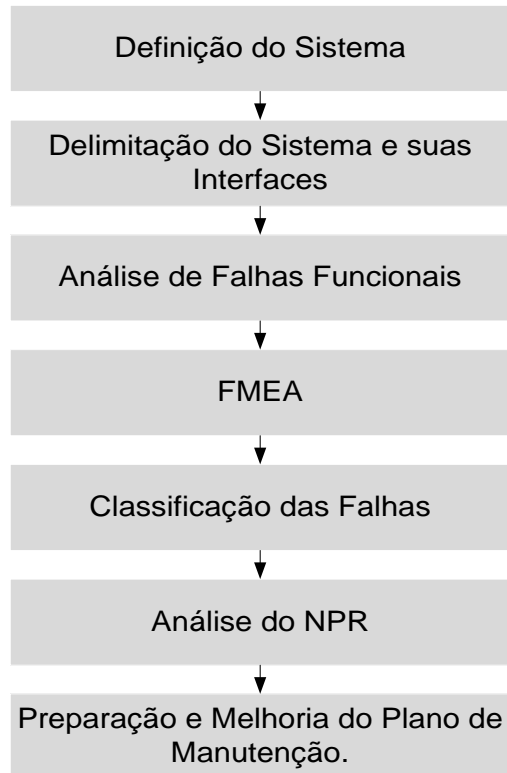 Definição do Sistema
Delimitação do Sistema e suas
Interfaces
Análise de Falhas Funcionais
FMEA
Classificação das Falhas
Análise do NPR
Preparação e Melhoria do Plano de
Manutenção.